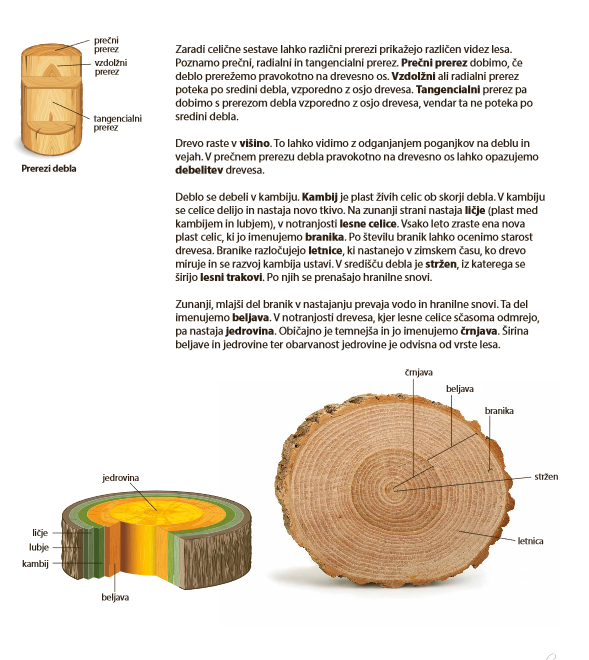 prečni
prerez
vzdolžni
prerez
tangencialni
prerez
Prerezi debla
Zaradi celične sestave lahko različni prerezi prikažejo različen videz lesa.
Poznamo prečni, radialni in tangencialni prerez. Prečni prerez dobimo, če
deblo prerežemo pravokotno na drevesno os. Vzdolžni ali radialni prerez
poteka po sredini debla, vzporedno z osjo drevesa. Tangencialni prerez pa
dobimo s prerezom debla vzporedno z osjo drevesa, vendar ta ne poteka po
sredini debla.
Drevo raste v višino. To lahko vidimo z odganjanjem poganjkov na deblu in
vejah. V prečnem prerezu debla pravokotno na drevesno os lahko opazujemo
debelitev drevesa.
Deblo se debeli v kambiju. Kambij je plast živih celic ob skorji debla. V kambiju
se celice delijo in nastaja novo tkivo. Na zunanji strani nastaja ličje (plast med
kambijem in lubjem), v notranjosti lesne celice. Vsako leto zraste ena nova
plast celic, ki jo imenujemo branika. Po številu branik lahko ocenimo starost
drevesa. Branike razločujejo letnice, ki nastanejo v zimskem času, ko drevo
miruje in se razvoj kambija ustavi. V središču debla je stržen, iz katerega se
širijo lesni trakovi. Po njih se prenašajo hranilne snovi.
Zunanji, mlajši del branik v nastajanju prevaja vodo in hranilne snovi. Ta del
imenujemo beljava. V notranjosti drevesa, kjer lesne celice sčasoma odmrejo,
pa nastaja jedrovina. Običajno je temnejša in jo imenujemo črnjava. Širina
beljave in jedrovine ter obarvanost jedrovine je odvisna od vrste lesa.
črnjava
beljava
branika
stržen
letnica
jedrovina
ličje
lubje
kambij
beljava